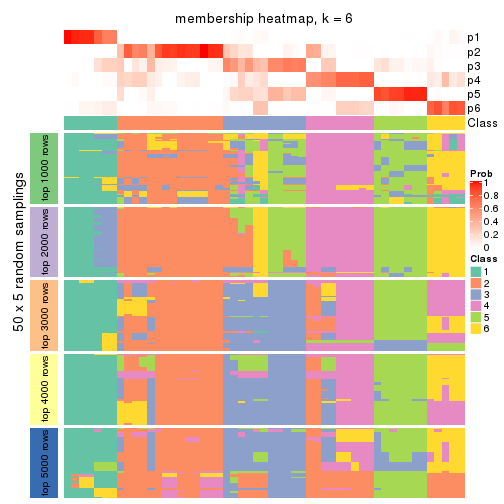 membership heatmap, k = 6
p1
p2
p3
p4
p5
p6
Class
50 x 5 random samplings
top 1000 rows
top 2000 rows
top 3000 rows
top 4000 rows
top 5000 rows
Prob
1
0.8
0.6
0.4
0.2
0
Class
1
2
3
4
5
6